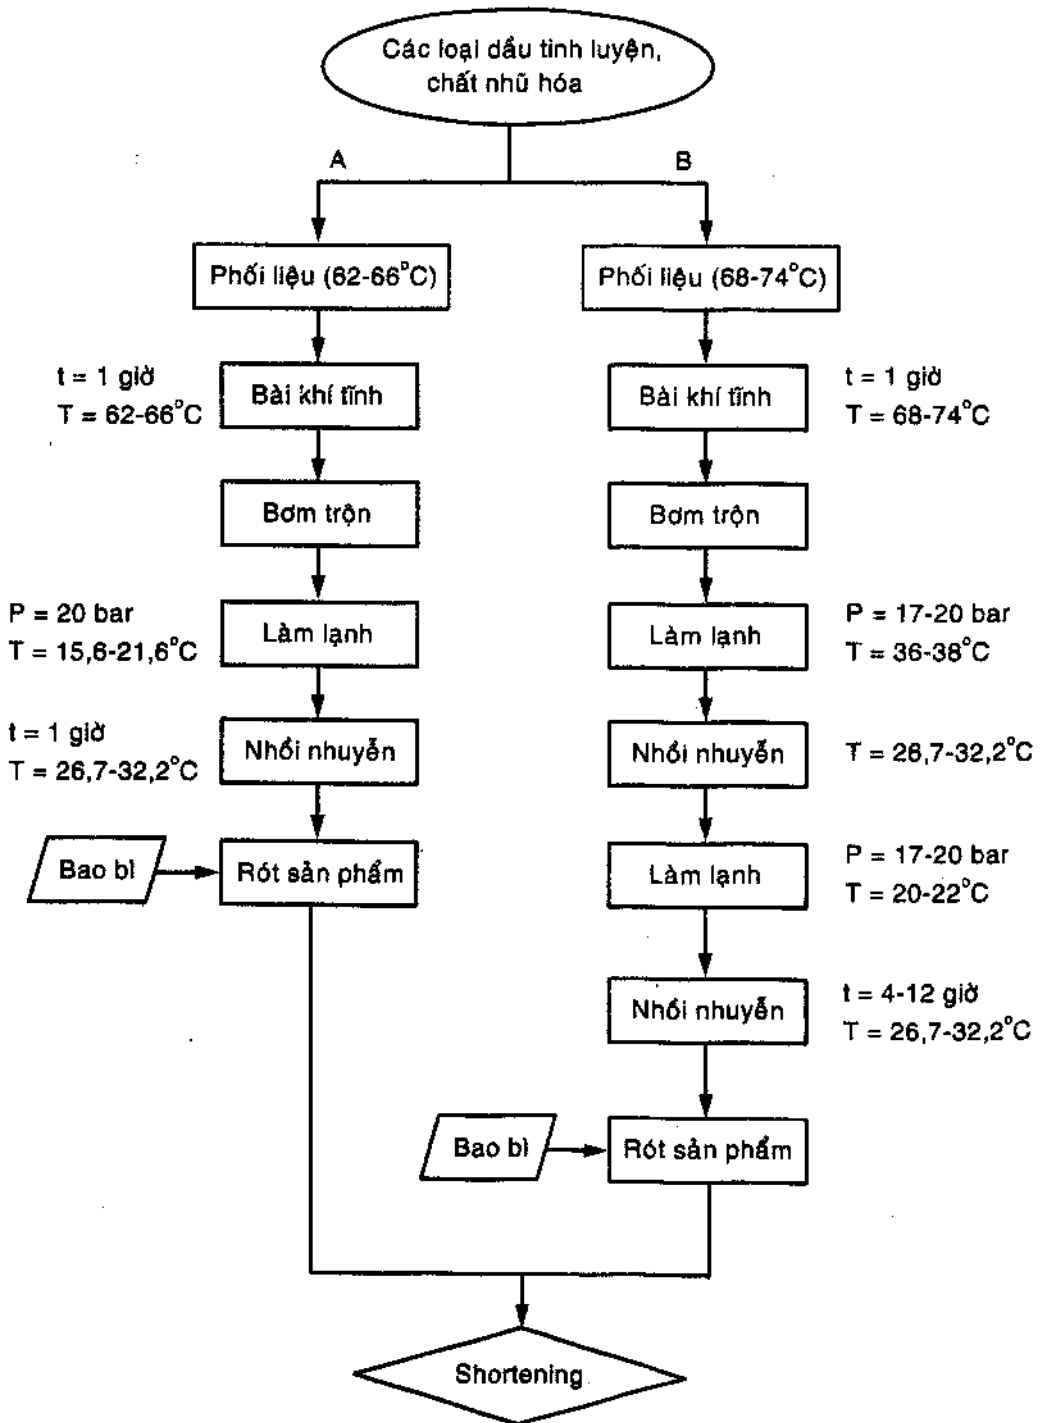 Các loại dầu tinh luyện,
chất nhũ hóa
A
B
Phối liệu (62-66°C)
Phối liệu (68-74°C)
t = 1 giờ
T = 62-66°C
Bài khí tĩnh
Bài khí tĩnh
t = 1 giờ
T = 68-74°C
Bơm trộn
Bơm trộn
P = 20 bar
T = 15,6-21,6°C
Làm lạnh
Làm lạnh
P = 17-20 bar
T = 36-38°C
t = 1 giờ
T = 26,7-32,2°C
Nhồi nhuyễn
Nhồi nhuyễn
T = 26,7-32,2°C
Bao bì
Rót sản phẩm
Làm lạnh
P = 17-20 bar
T = 20-22°C
Nhồi nhuyễn
t = 4-12 giờ
T = 26,7-32,2°C
Bao bì
Rót sản phẩm
Shortening